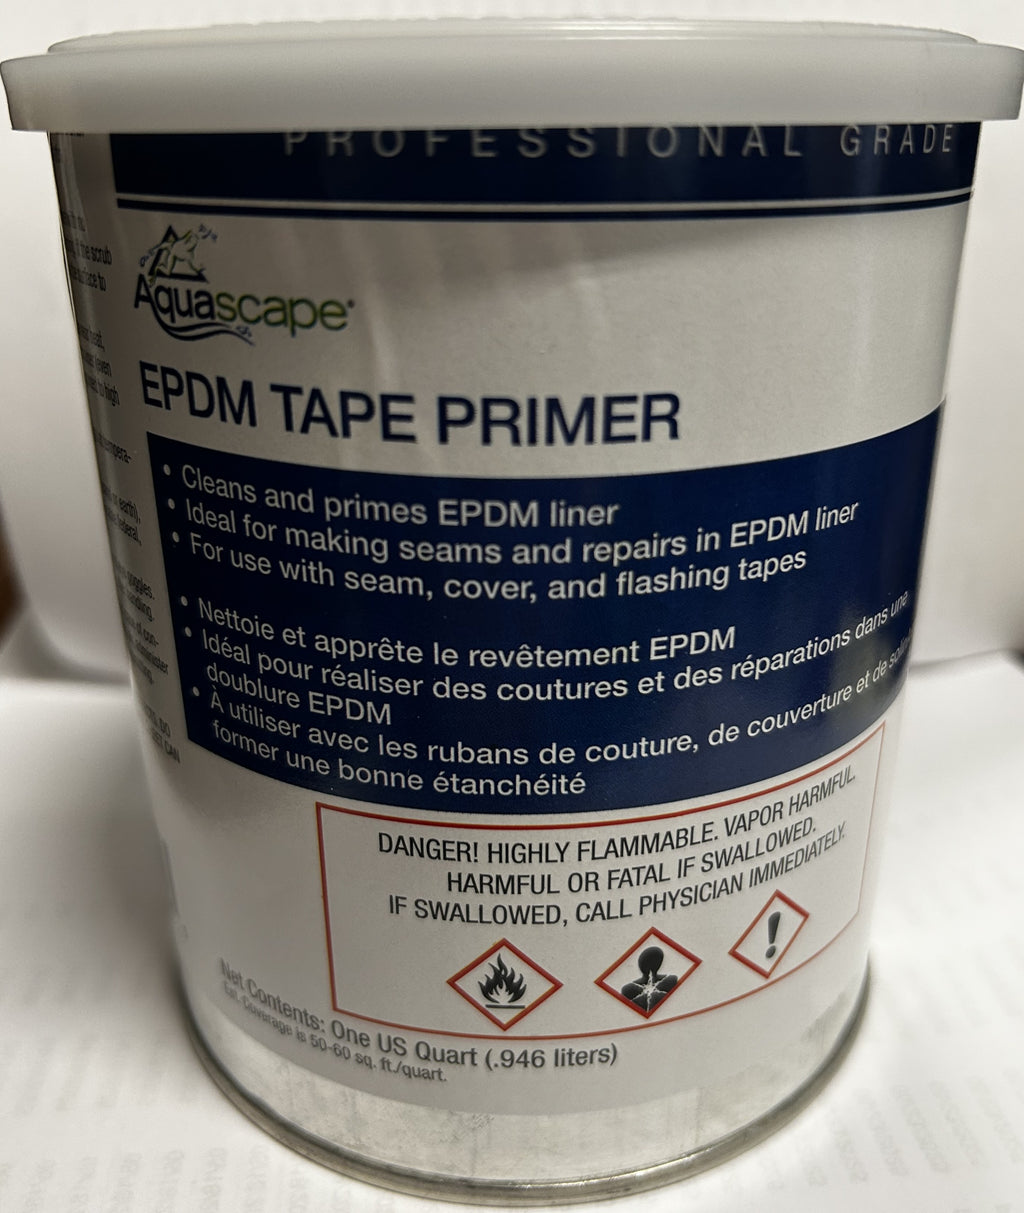 PROFESSIONAL GRADE
Aquascape
EPDM TAPE PRIMER
• Cleans and primes EPDM liner
• Ideal for making seams and repairs in EPDM liner
• For use with seam, cover, and flashing tapes
• Nettoie et apprête le revêtement EPDM
• Idéal pour réaliser des coutures et des réparations dans une
doublure EPDM
• À utiliser avec les rubans de couture, de couverture et de
former une bonne étanchéité
DANGER! HIGHLY FLAMMABLE. VAPOR HARMFUL.
HARMFUL OR FATAL IF SWALLOWED.
IF SWALLOWED, CALL PHYSICIAN IMMEDIATELY.
Net Contents: One US Quart (.946 liters)
Est. Coverage is 50-60 sq. ft./quart.